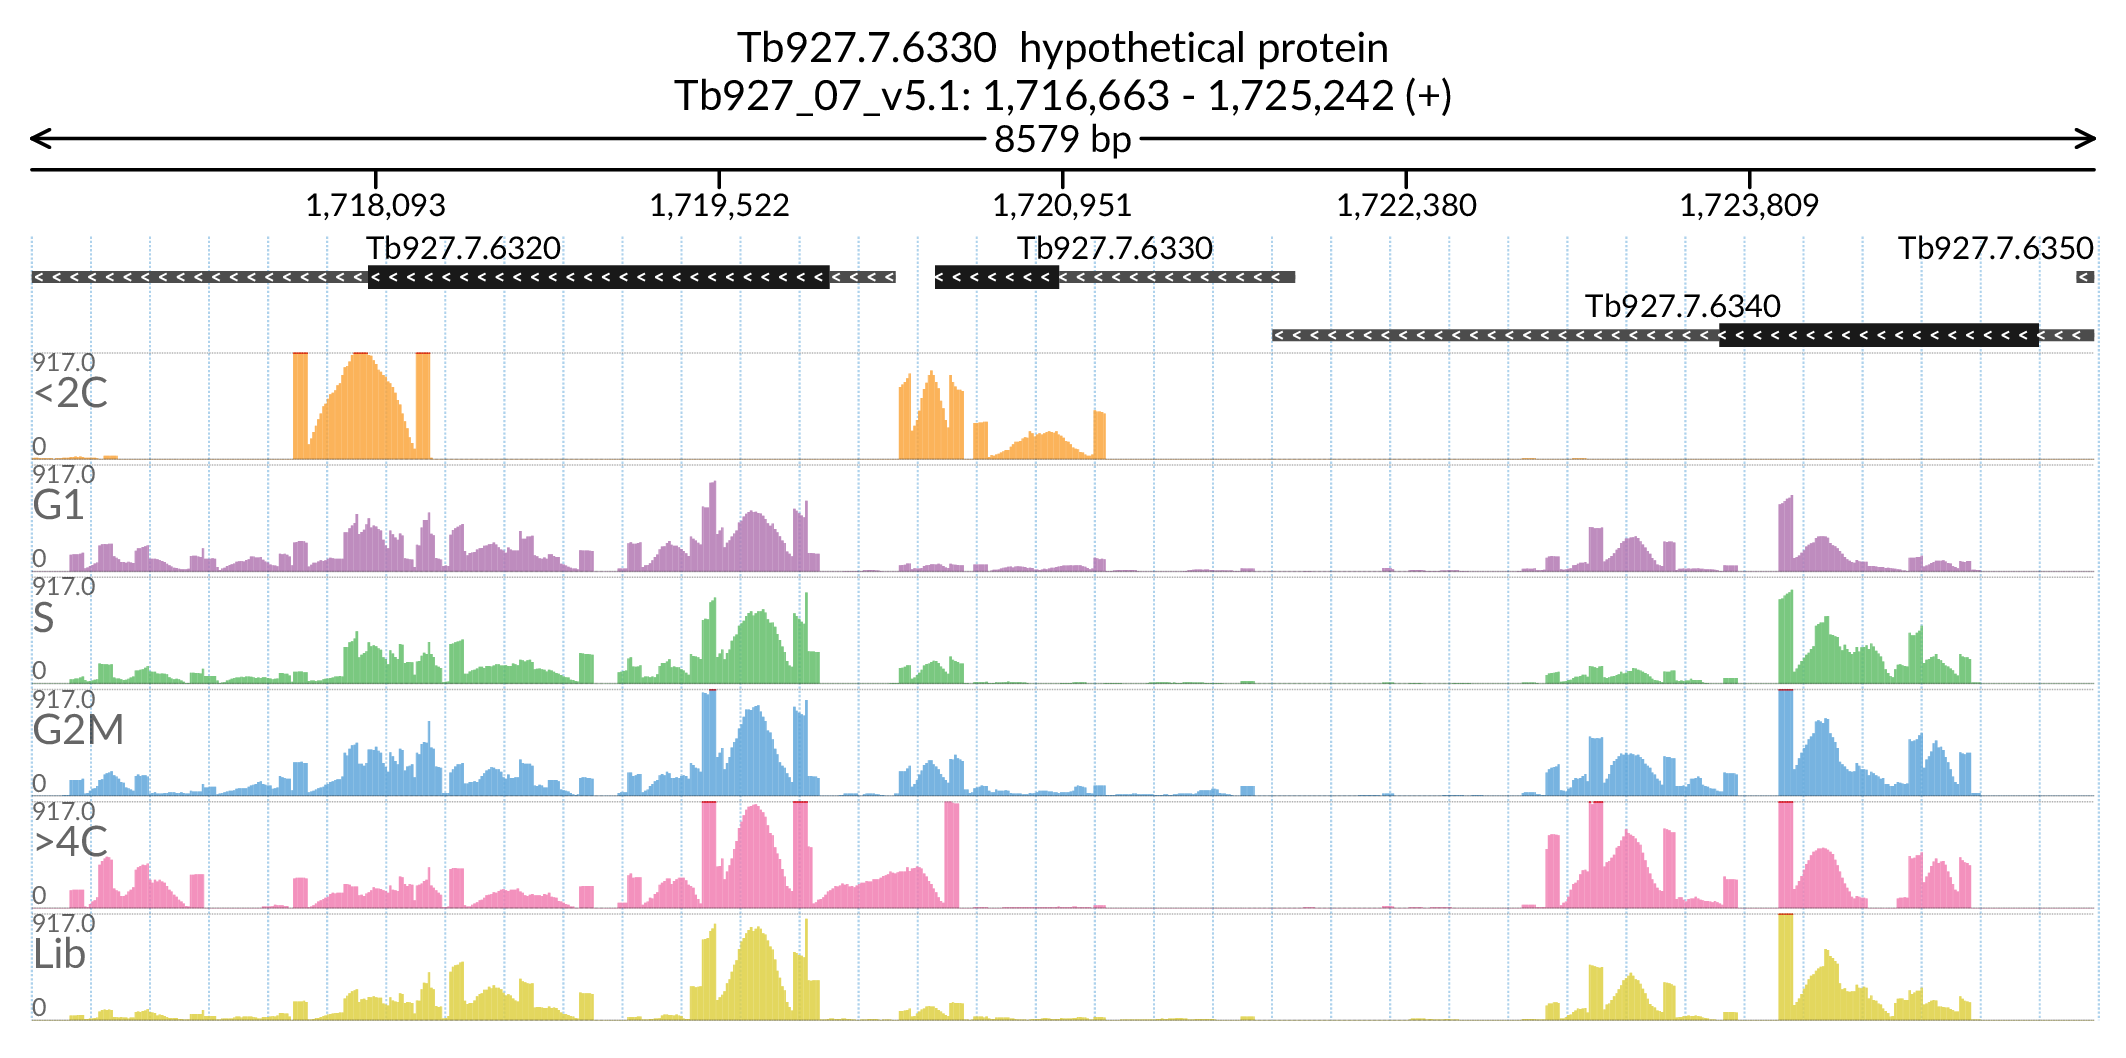 Tb927.7.6330  hypothetical protein
Tb927_07_v5.1: 1,716,663 - 1,725,242 (+)
8579 bp
1,718,093 1,719,522 1,720,951 1,722,380 1,723,809
Tb927.7.6320 Tb927.7.6330 Tb927.7.6350
Tb927.7.6340
917.0
<2C
0
917.0
G1
0
917.0
S
0
917.0
G2M
0
917.0
>4C
0
917.0
Lib
0